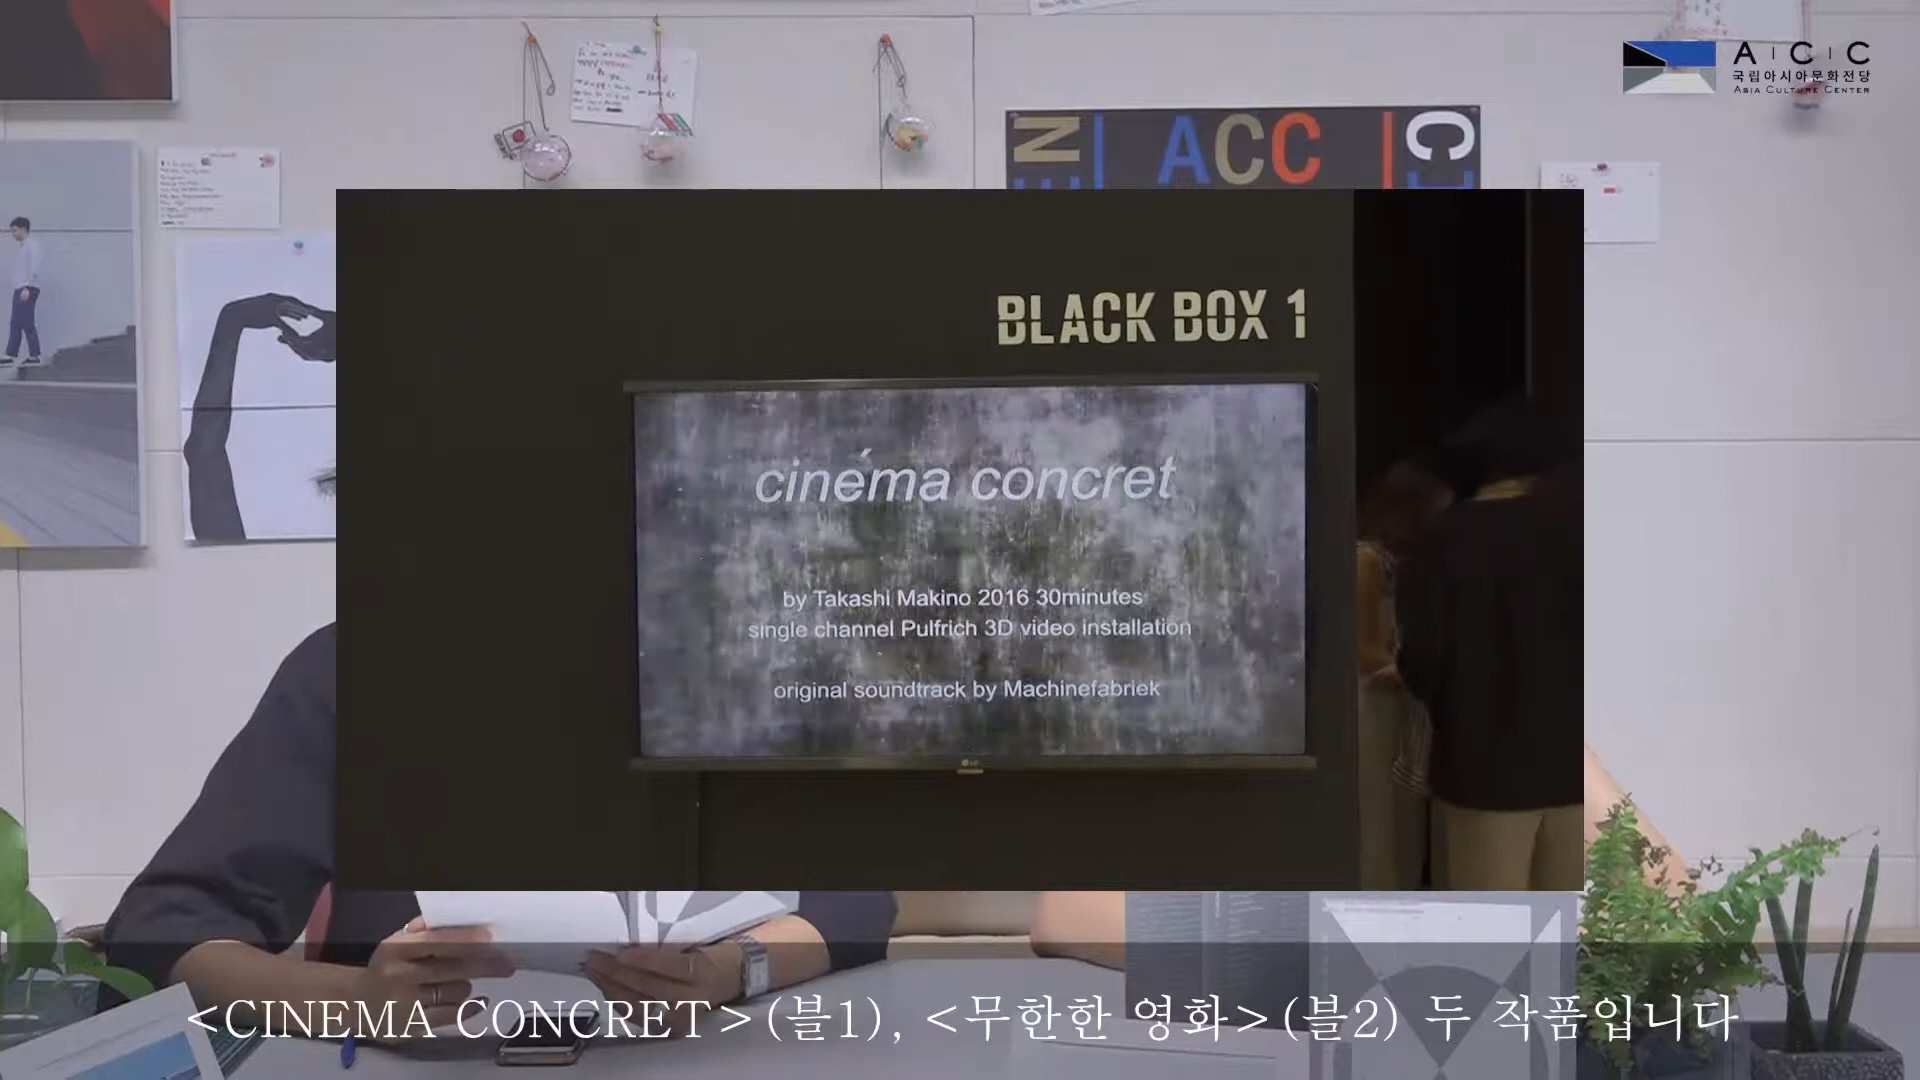 A C C
국립아시아문화전당
ASIA CULTURE CENTER
ACC
BLACK BOX 1
cinéma concret
by Takashi Makino 2016 30minutes
single channel Pulfrich 3D video installation
original soundtrack by Machinefabriek
LG
<CINEMA CONCRET>(블1), <무한한 영화>(블2) 두 작품입니다